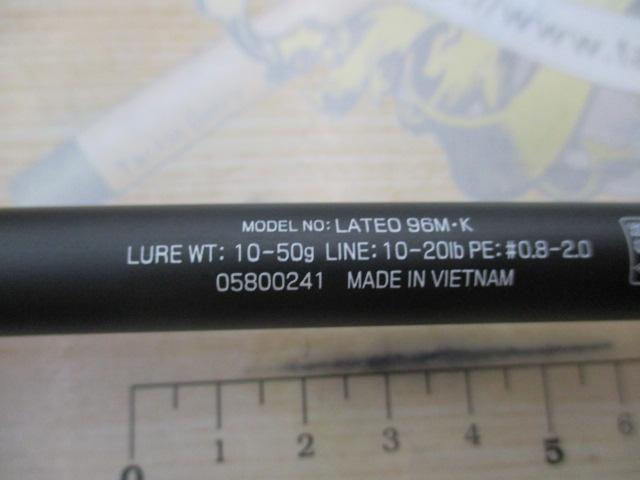 MODEL NO: LATEO 96M·K
LURE WT: 10-50g LINE: 10-20lb PE: #0.8-2.0
05800241 MADE IN VIETNAM
0 1 2 3 4 5 6